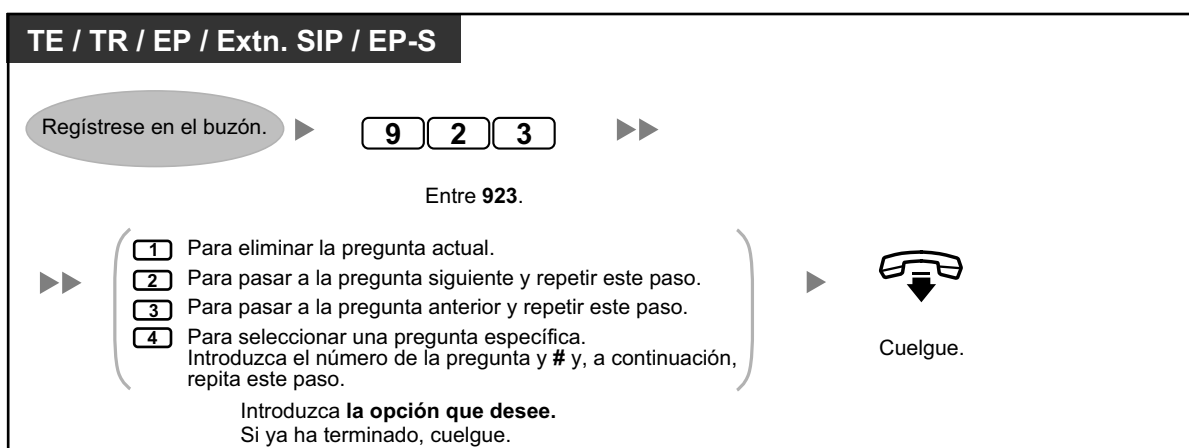 TE / TR / EP / Extn. SIP / EP-S
Regístrese en el buzón.
9 2 3
Entre 923.
1 Para eliminar la pregunta actual.
2 Para pasar a la pregunta siguiente y repetir este paso.
3 Para pasar a la pregunta anterior y repetir este paso.
4 Para seleccionar una pregunta específica.
Introduzca el número de la pregunta y # y, a continuación,
repita este paso.
Introduzca la opción que desee.
Si ya ha terminado, cuelgue.
Cuelgue.